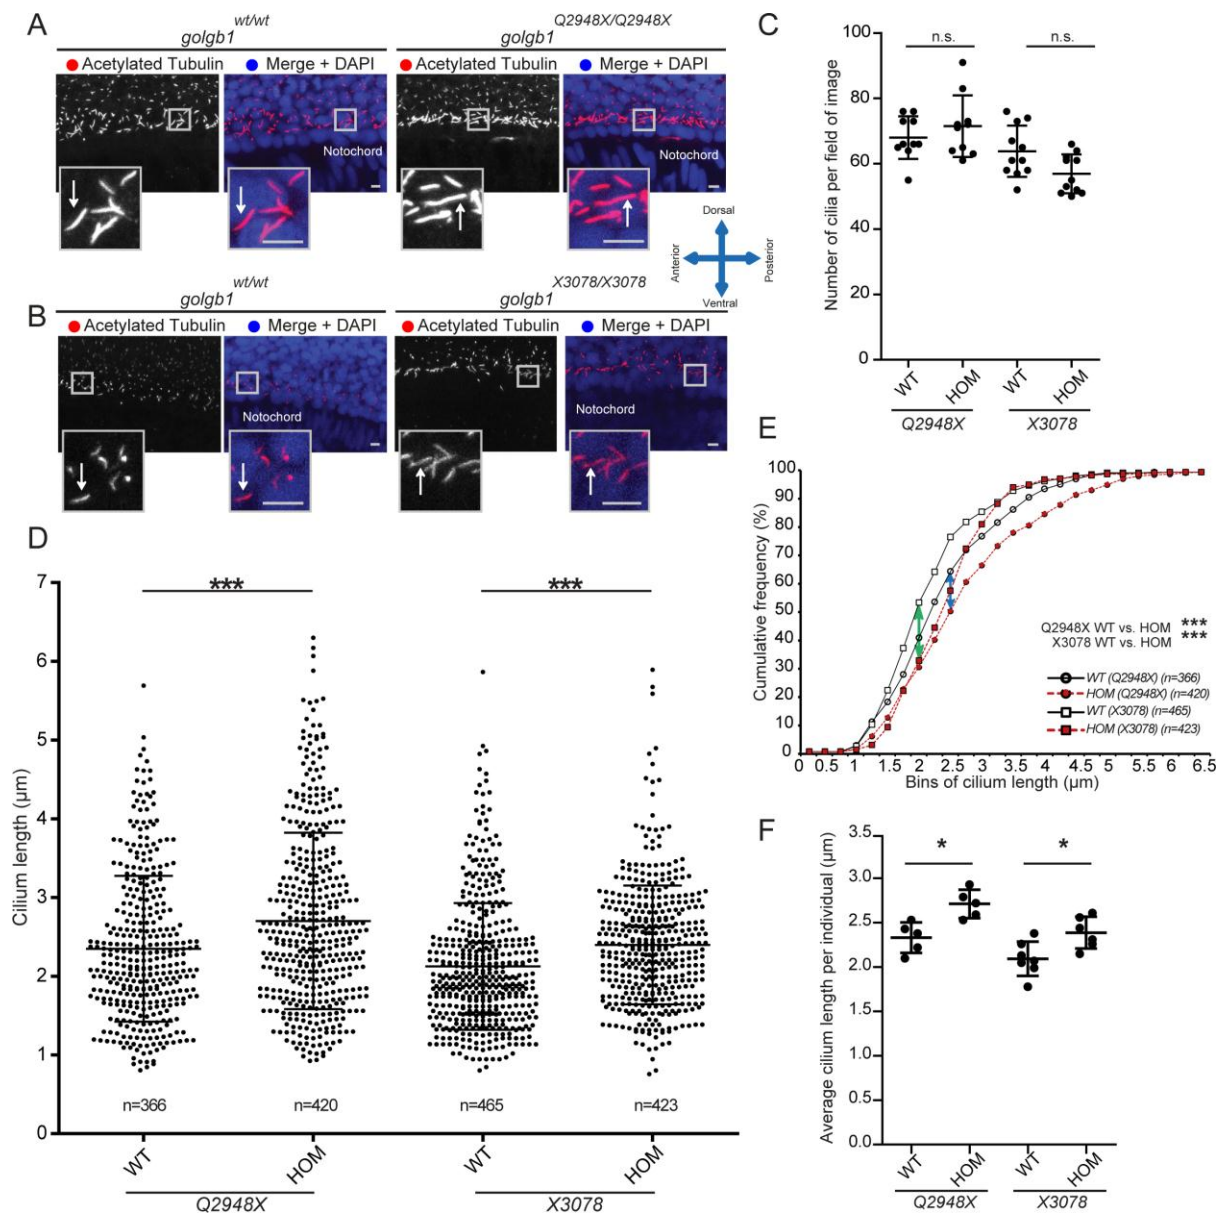 A
wt/wt
golgb1
Q2948X/Q2948X
golgb1
Acetylated Tubulin
Merge + DAPI
Acetylated Tubulin
Merge + DAPI
Notochord
Notochord
Dorsal
Anterior
Posterior
Ventral
B
wt/wt
golgb1
X3078/X3078
golgb1
Acetylated Tubulin
Merge + DAPI
Acetylated Tubulin
Merge + DAPI
Notochord
Notochord
C
Number of cilia per field of image
100
80
60
40
20
0
n.s.
n.s.
WT
HOM
WT
HOM
Q2948X
X3078
D
Cilium length (µm)
7
6
5
4
3
2
1
0
***
***
n=366
n=420
n=465
n=423
WT
HOM
WT
HOM
Q2948X
X3078
E
Cumulative frequency (%)
100
90
80
70
60
50
40
30
20
10
0
Q2948X WT vs. HOM ***
X3078 WT vs. HOM ***
WT (Q2948X) (n=366)
HOM (Q2948X) (n=420)
WT (X3078) (n=465)
HOM (X3078) (n=423)
0.5 1 1.5 2 2.5 3 3.5 4 4.5 5 5.5 6 6.5
Bins of cilium length (µm)
F
Average cilium length per individual (µm)
3.5
3.0
2.5
2.0
1.5
1.0
0.5
0.0
*
*
WT
HOM
WT
HOM
Q2948X
X3078